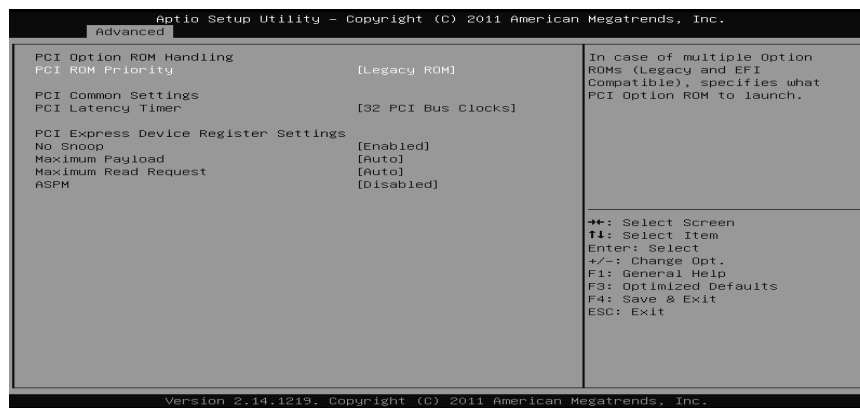 Aptio Setup Utility – Copyright (C) 2011 American Megatrends, Inc.
Advanced
PCI Option ROM Handling
PCI ROM Priority [Legacy ROM]
PCI Common Settings
PCI Latency Timer [32 PCI Bus Clocks]
PCI Express Device Register Settings
No Snoop [Enabled]
Maximum Payload [Auto]
Maximum Read Request [Auto]
ASPM [Disabled]
In case of multiple Option
ROMs (Legacy and EFI
Compatible), specifies what
PCI Option ROM to launch.
→←: Select Screen
↑↓: Select Item
Enter: Select
+/-: Change Opt.
F1: General Help
F3: Optimized Defaults
F4: Save & Exit
ESC: Exit
Version 2.14.1219. Copyright (C) 2011 American Megatrends, Inc.